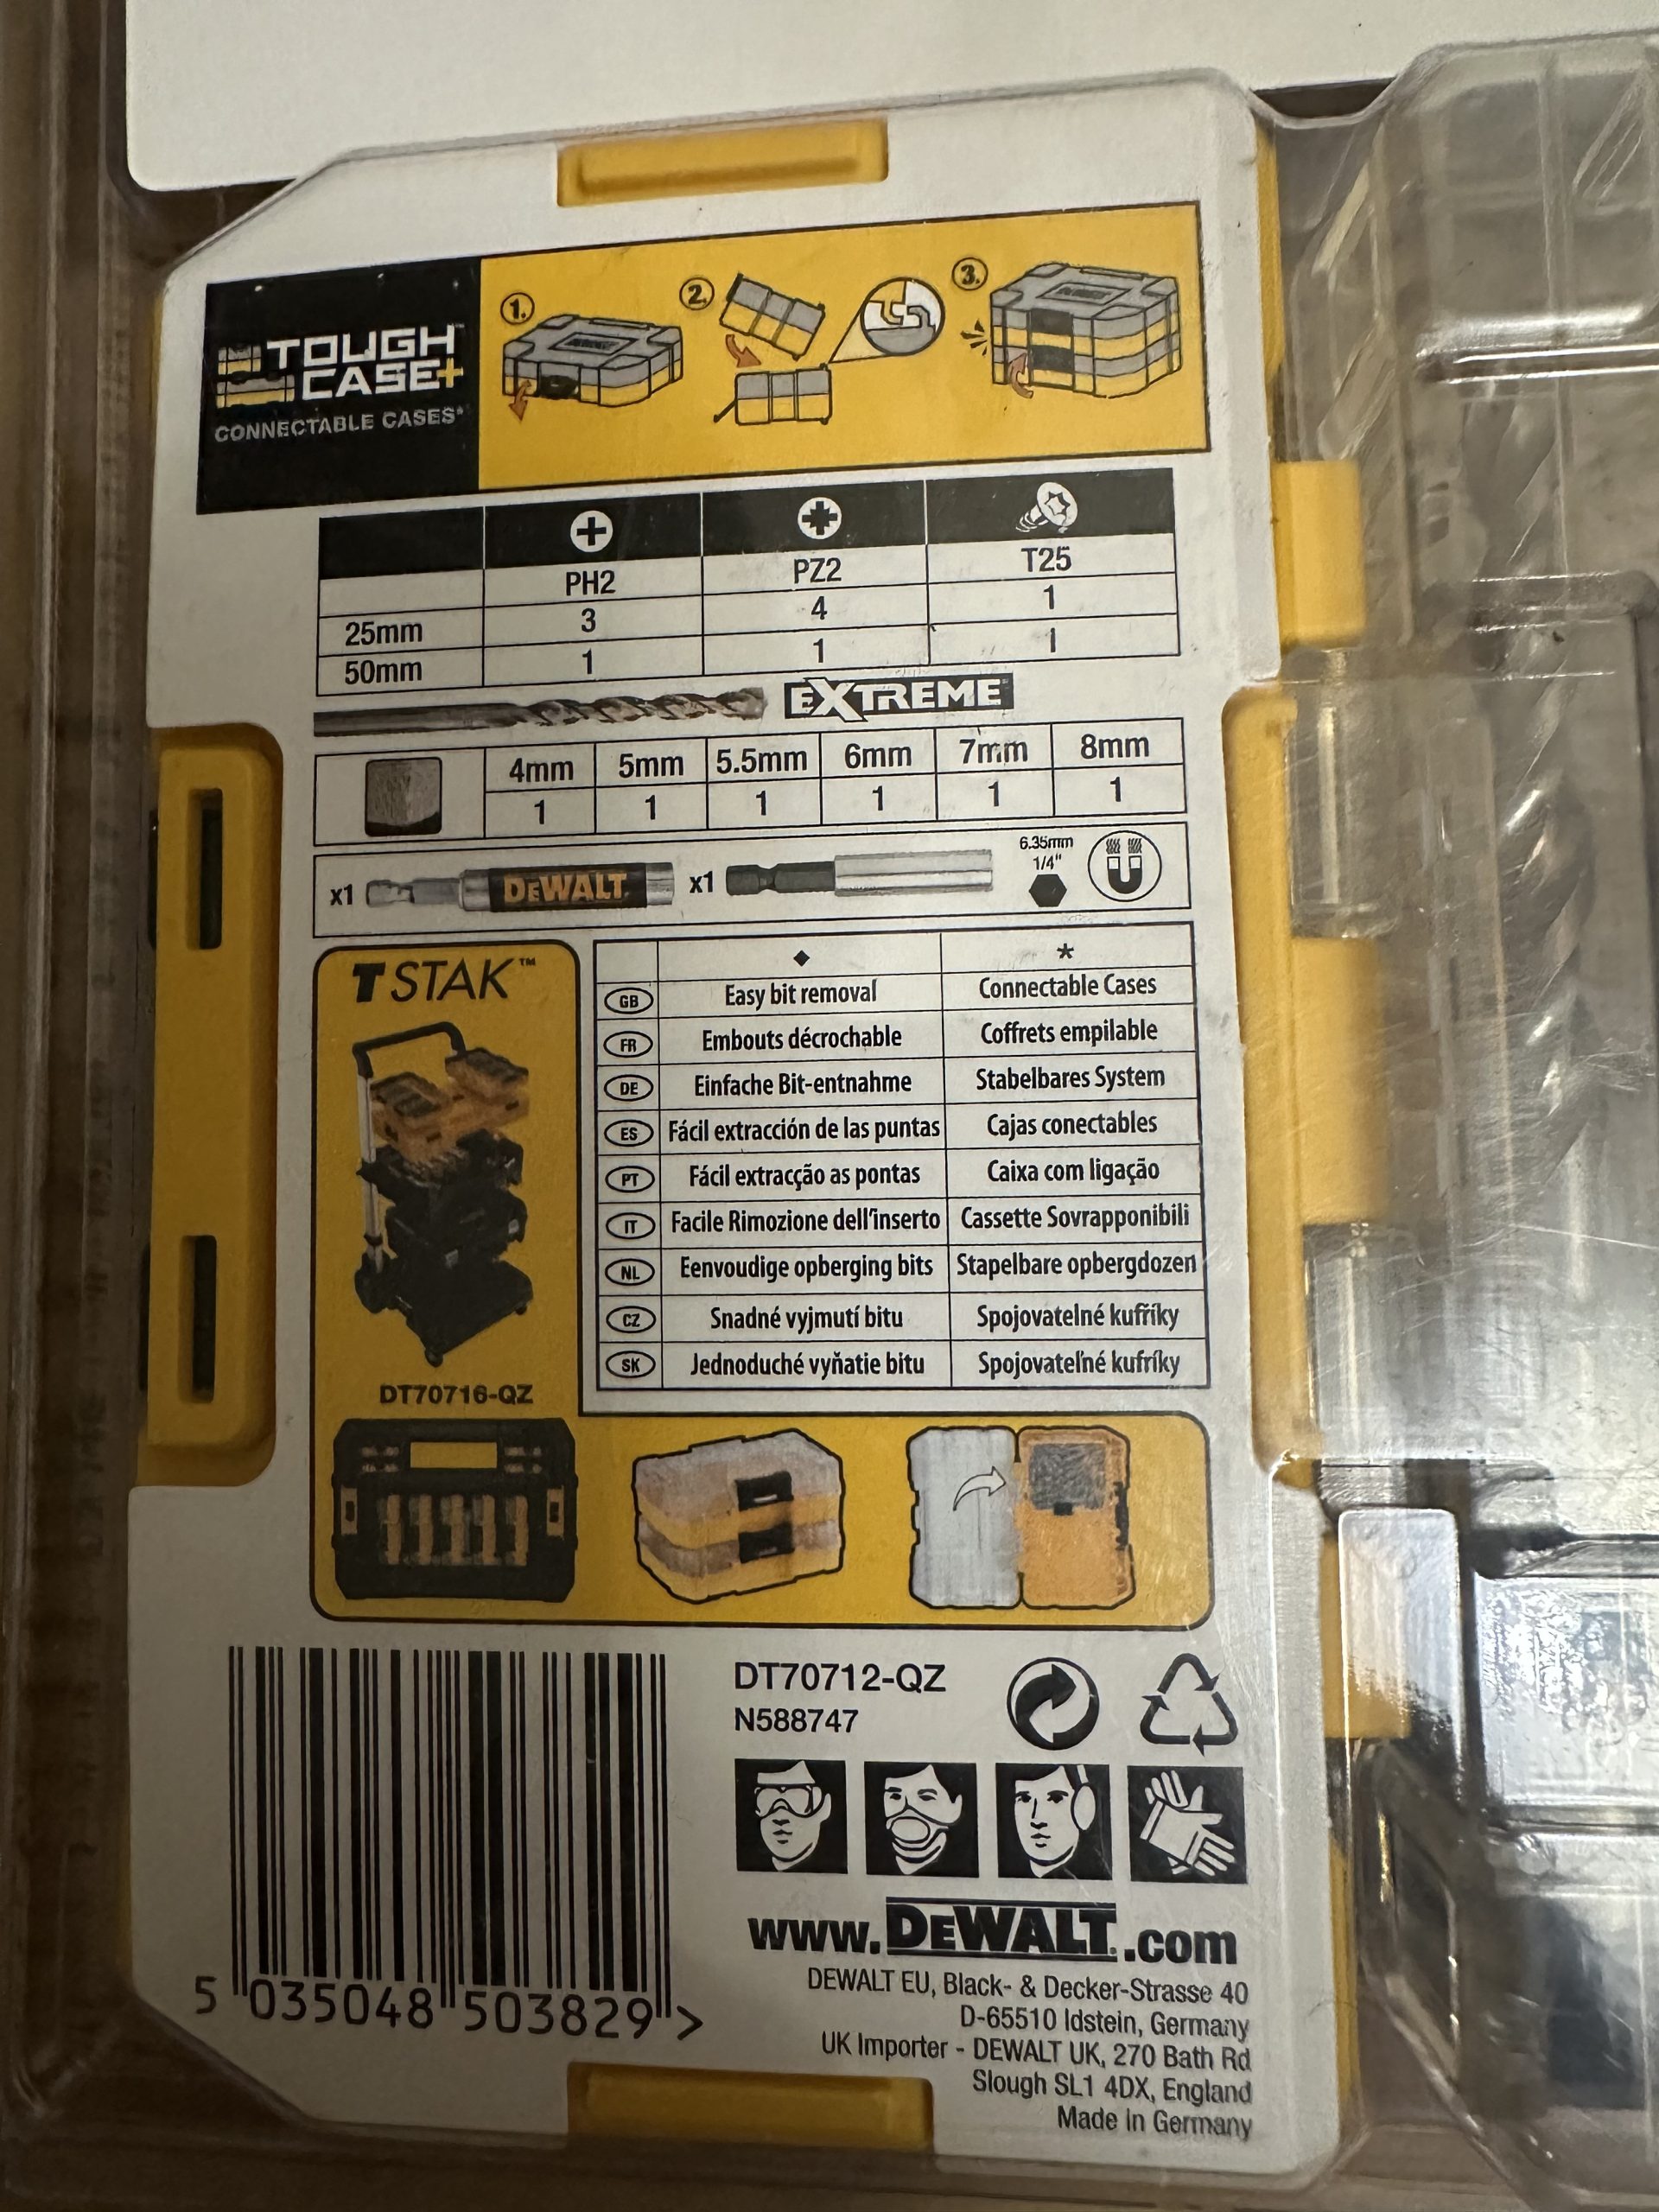 TOUGH
CASE+™
CONNECTABLE CASES*
1.
2.
3.
DEWALT
PH2 PZ2 T25
25mm 3 4 1
50mm 1 1 1
EXTREME
4mm 5mm 5.5mm 6mm 7mm 8mm
1 1 1 1 1 1
x1 DEWALT x1 6.35mm
1/4"
TSTAK™
DT70716-QZ
◆ *
GB Easy bit removal Connectable Cases
FR Embouts décrochable Coffrets empilable
DE Einfache Bit-entnahme Stabelbares System
ES Fácil extracción de las puntas Cajas conectables
PT Fácil extracção as pontas Caixa com ligação
IT Facile Rimozione dell'inserto Cassette Sovrapponibili
NL Eenvoudige opberging bits Stapelbare opbergdozen
CZ Snadné vyjmutí bitu Spojovatelné kufříky
SK Jednoduché vyňatie bitu Spojovateľné kufríky
DT70712-QZ
N588747
5 035048 503829 >
www.DEWALT.com
DEWALT EU, Black- & Decker-Strasse 40
D-65510 Idstein, Germany
UK Importer - DEWALT UK, 270 Bath Rd
Slough SL1 4DX, England
Made in Germany